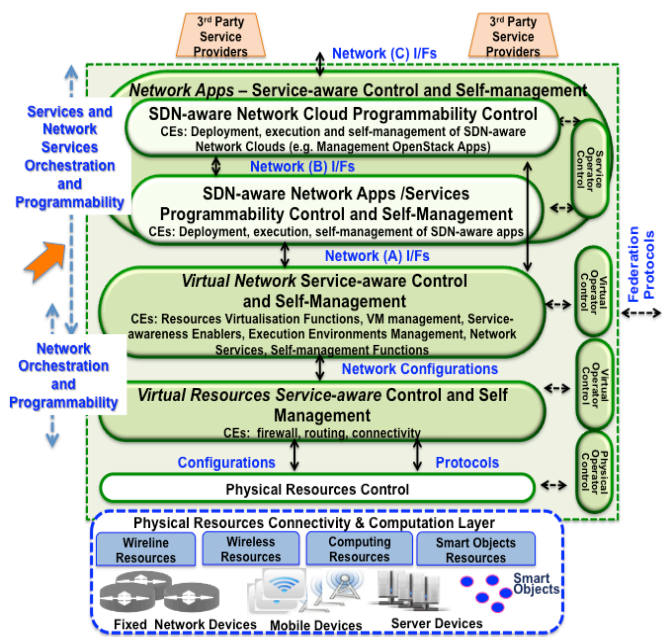 3rd Party
Service
Providers
3rd Party
Service
Providers
Network (C) I/Fs
Network Apps – Service-aware Control and Self-management
SDN-aware Network Cloud Programmability Control
CEs: Deployment, execution and self-management of SDN-aware
Network Clouds (e.g. Management OpenStack Apps)
Services and
Network
Services
Orchestration
and
Programmability
Network (B) I/Fs
Service
Operator
Control
SDN-aware Network Apps /Services
Programmability Control and Self-Management
CEs: Deployment, execution, self-management of SDN-aware apps
Network (A) I/Fs
Virtual Network Service-aware Control
and Self-Management
CEs: Resources Virtualisation Functions, VM management, Service-
awareness Enablers, Execution Environments Management, Network
Services, Self-management Functions
Virtual
Operator
Control
Federation
Protocols
Network
Orchestration
and
Programmability
Network Configurations
Virtual Resources Service-aware Control and Self
Management
CEs: firewall, routing, connectivity
Virtual
Operator
Control
Configurations
Protocols
Physical Resources Control
Physical
Operator
Control
Physical Resources Connectivity & Computation Layer
Wireline
Resources
Wireless
Resources
Computing
Resources
Smart Objects
Resources
Smart
Objects
Fixed Network Devices
Mobile Devices
Server Devices